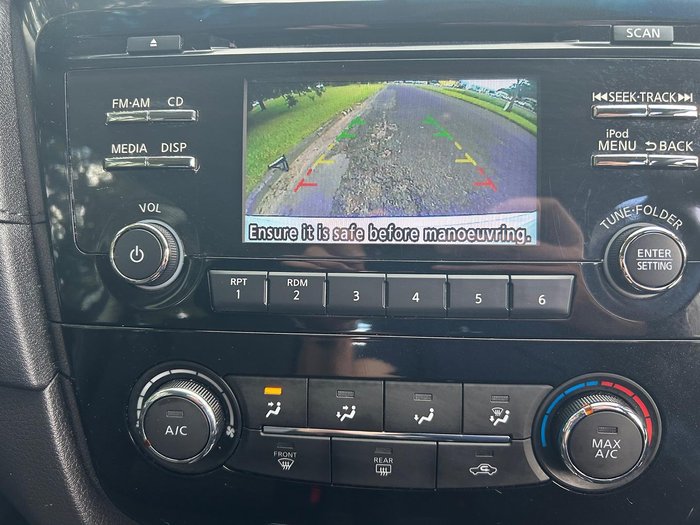 SCAN
FM·AM CD
SEEK·TRACK
MEDIA DISP
iPod
MENU BACK
VOL
TUNE·FOLDER
Ensure it is safe before manoeuvring.
ENTER
SETTING
RPT RDM
1 2 3 4 5 6
A/C
MAX
A/C
FRONT REAR